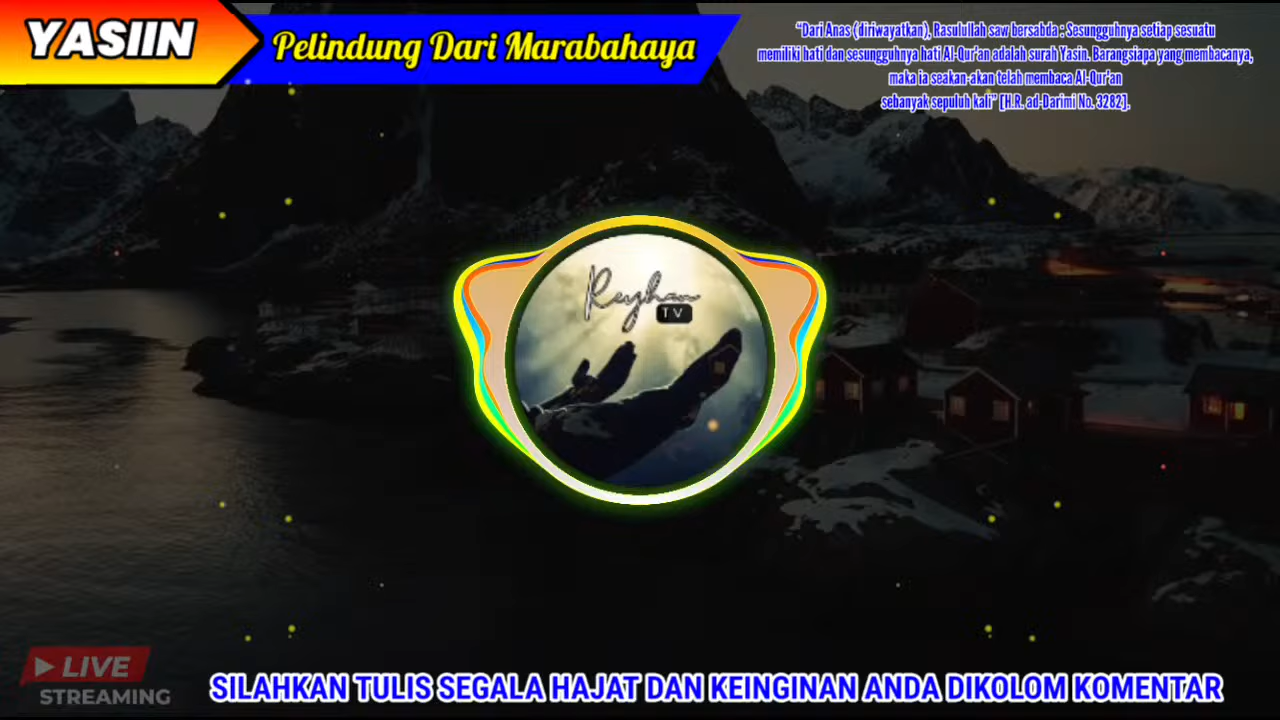 YASIIN
Pelindung Dari Marabahaya
“Dari Anas (diriwayatkan), Rasulullah saw bersabda : Sesungguhnya setiap sesuatu
memiliki hati dan sesungguhnya hati Al-Qur’an adalah surah Yasin. Barangsiapa yang membacanya,
maka ia seakan-akan telah membaca Al-Qur’an
sebanyak sepuluh kali” [H.R. ad-Darimi No. 3282].
Reyhan
TV
LIVE
STREAMING
SILAHKAN TULIS SEGALA HAJAT DAN KEINGINAN ANDA DIKOLOM KOMENTAR